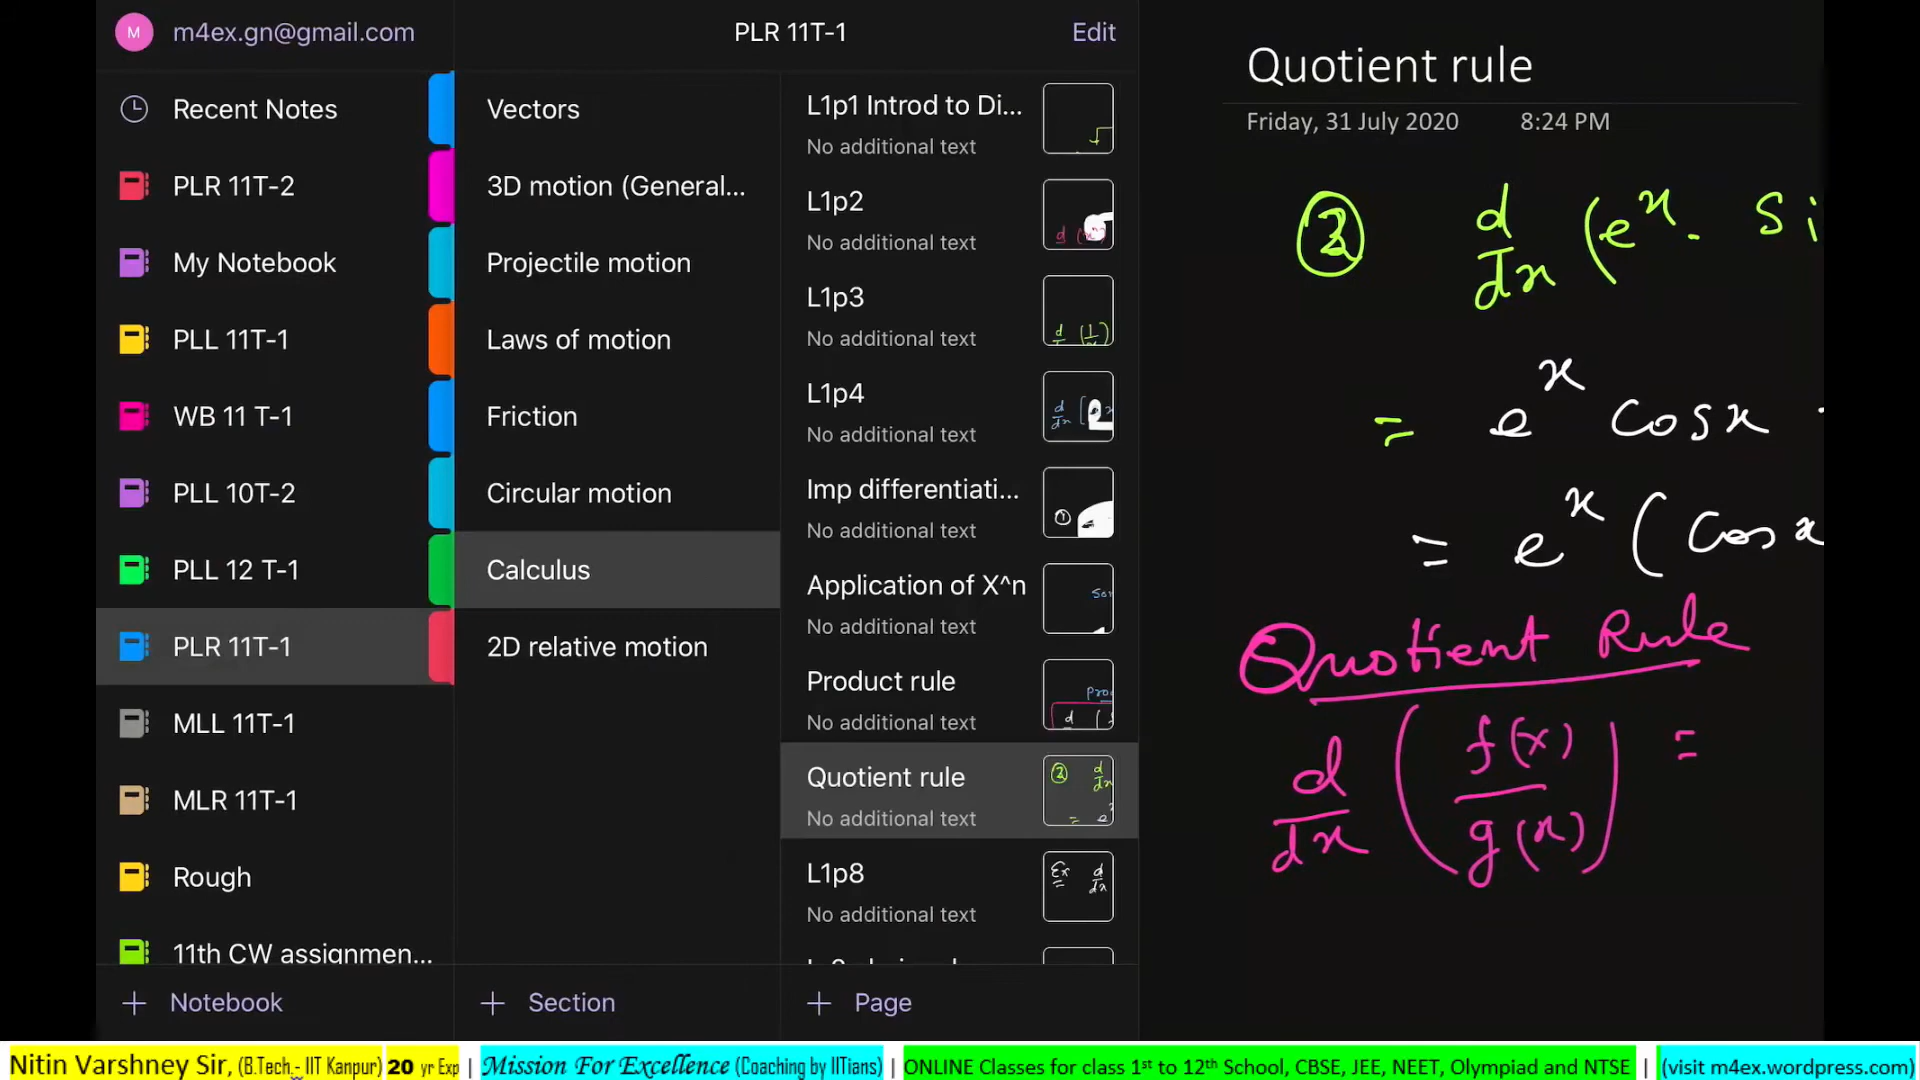 m4ex.gn@gmail.com
M
Recent Notes
PLR 11T-2
My Notebook
PLL 11T-1
WB 11 T-1
PLL 10T-2
PLL 12 T-1
PLR 11T-1
MLL 11T-1
MLR 11T-1
Rough
11th CW assignmen...
+ Notebook
PLR 11T-1
Edit
Vectors
3D motion (General...
Projectile motion
Laws of motion
Friction
Circular motion
Calculus
2D relative motion
+ Section
L1p1 Introd to Di...
No additional text
L1p2
No additional text
L1p3
No additional text
L1p4
No additional text
Imp differentiati...
No additional text
Application of X^n
No additional text
Product rule
No additional text
Quotient rule
No additional text
L1p8
No additional text
+ Page
Quotient rule
Friday, 31 July 2020 8:24 PM
② d/dx (e^x . Si
= e^x cosx
= e^x ( cosx
Quotient Rule
d/dx ( f(x)/g(x) ) =
Nitin Varshney Sir, (B.Tech.- IIT Kanpur) 20 yr Exp | Mission For Excellence (Coaching by IITians) | ONLINE Classes for class 1st to 12th School, CBSE, JEE, NEET, Olympiad and NTSE | (visit m4ex.wordpress.com)